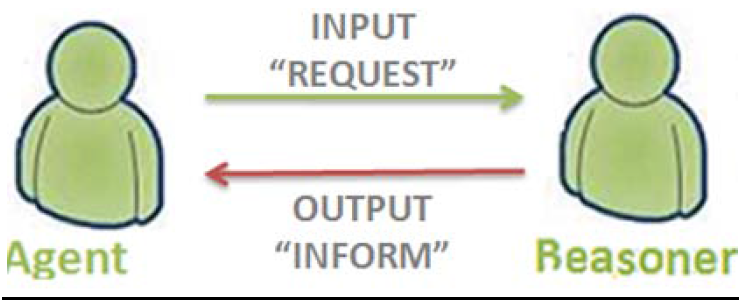 INPUT
“REQUEST”
OUTPUT
“INFORM”
Agent
Reasoner